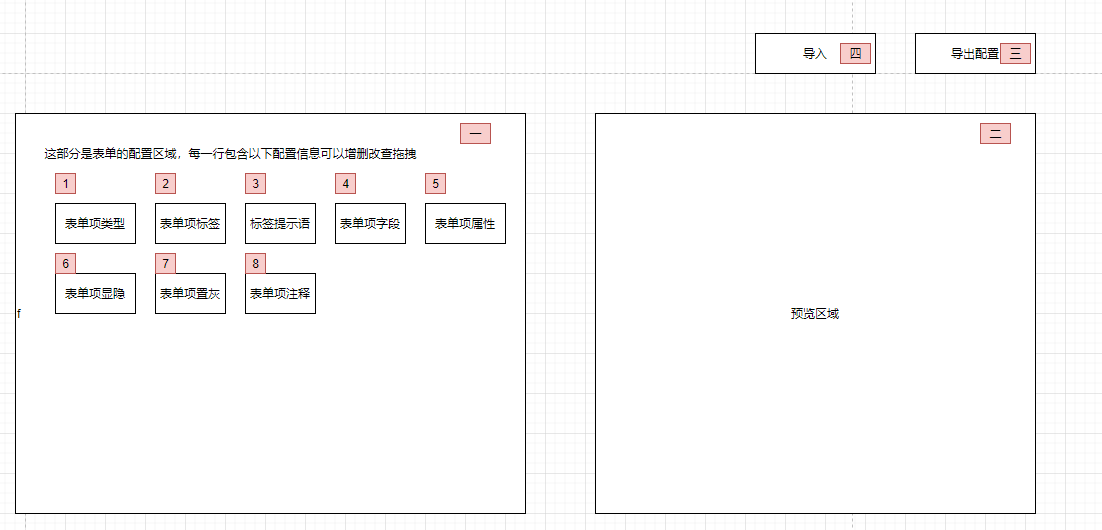 导入 四 导出配置 三
一 二
这部分是表单的配置区域，每一行包含以下配置信息可以增删改查拖拽
1 2 3 4 5
表单项类型 表单项标签 标签提示语 表单项字段 表单项属性
6 7 8
表单项显隐 表单项置灰 表单项注释
f 预览区域